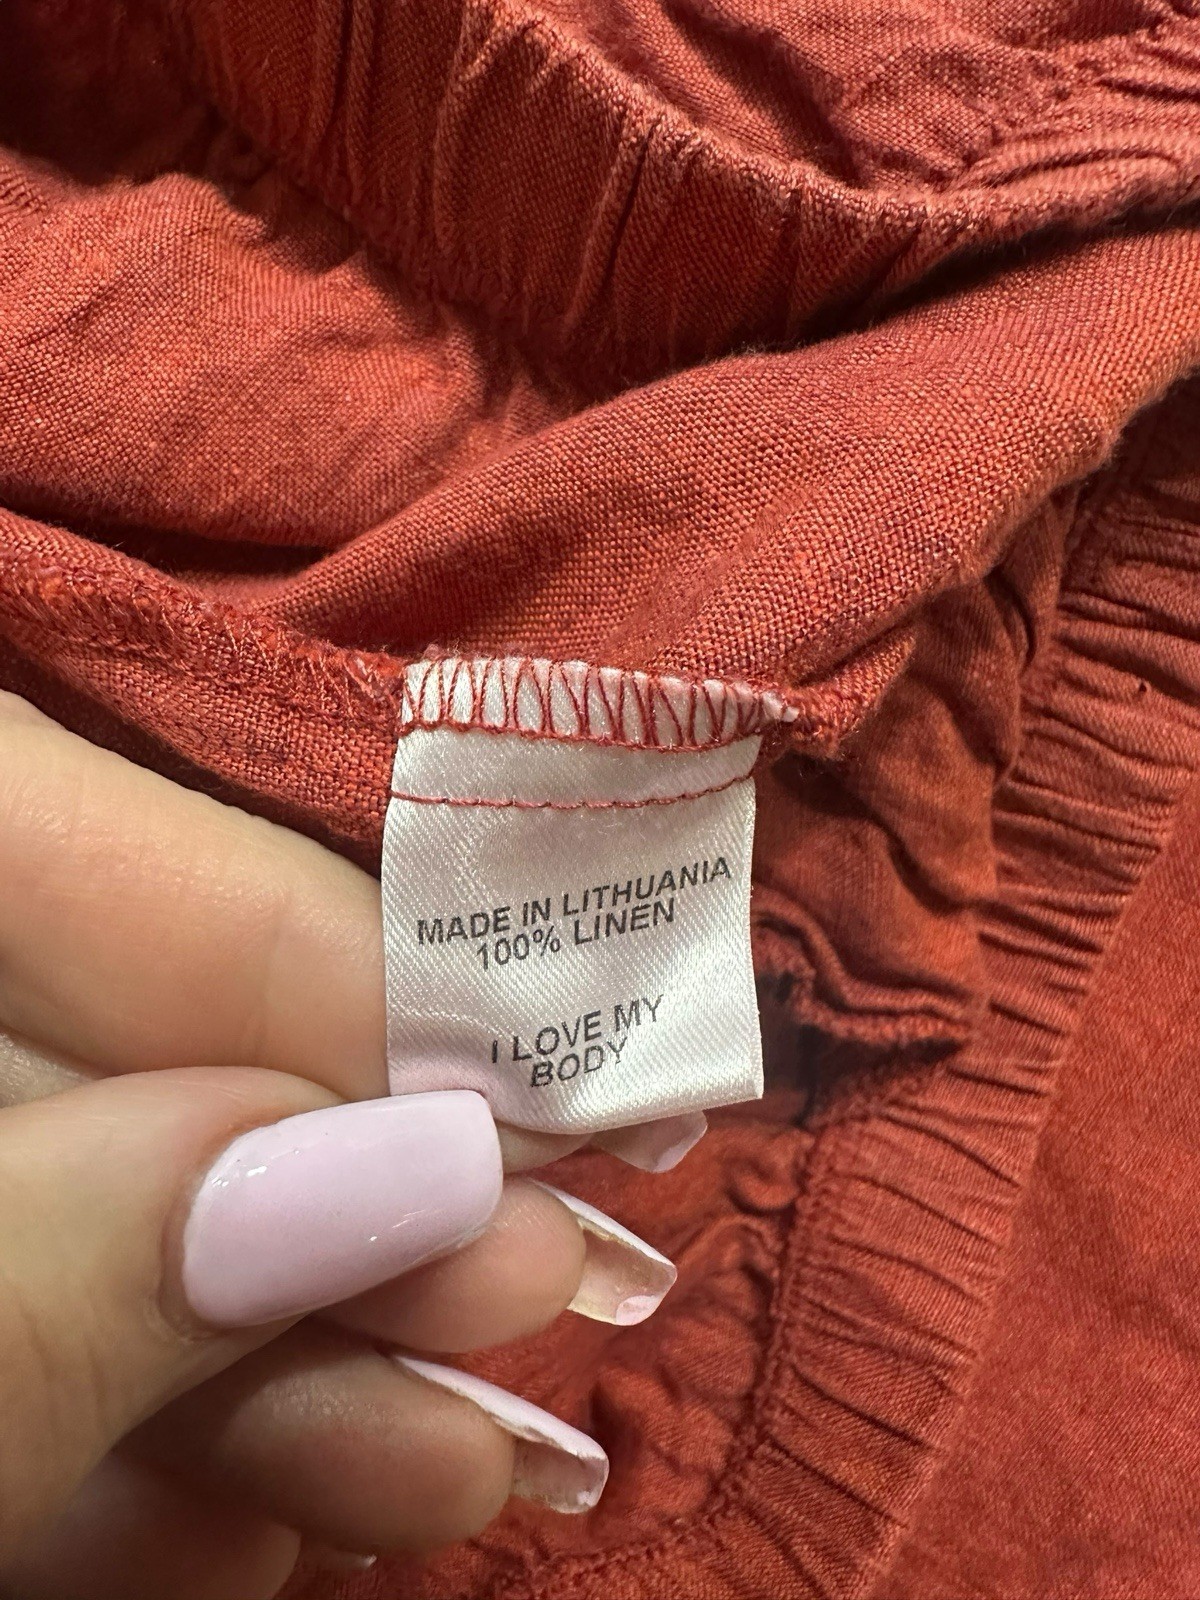 MADE IN LITHUANIA
100% LINEN
I LOVE MY
BODY